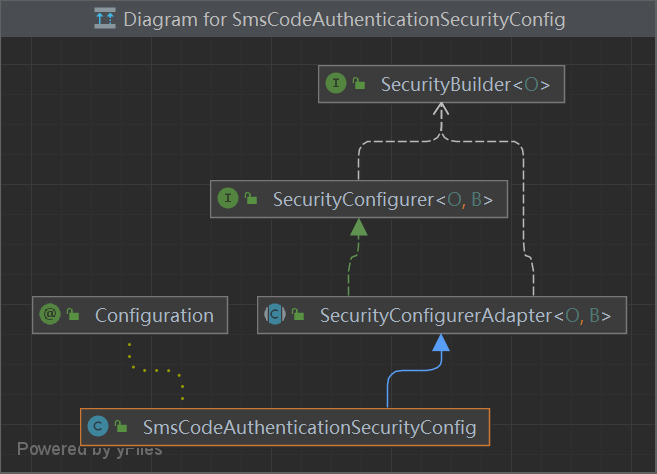 Diagram for SmsCodeAuthenticationSecurityConfig
I SecurityBuilder<O>
I SecurityConfigurer<O, B>
@ Configuration
C SecurityConfigurerAdapter<O, B>
C SmsCodeAuthenticationSecurityConfig
Powered by yFiles